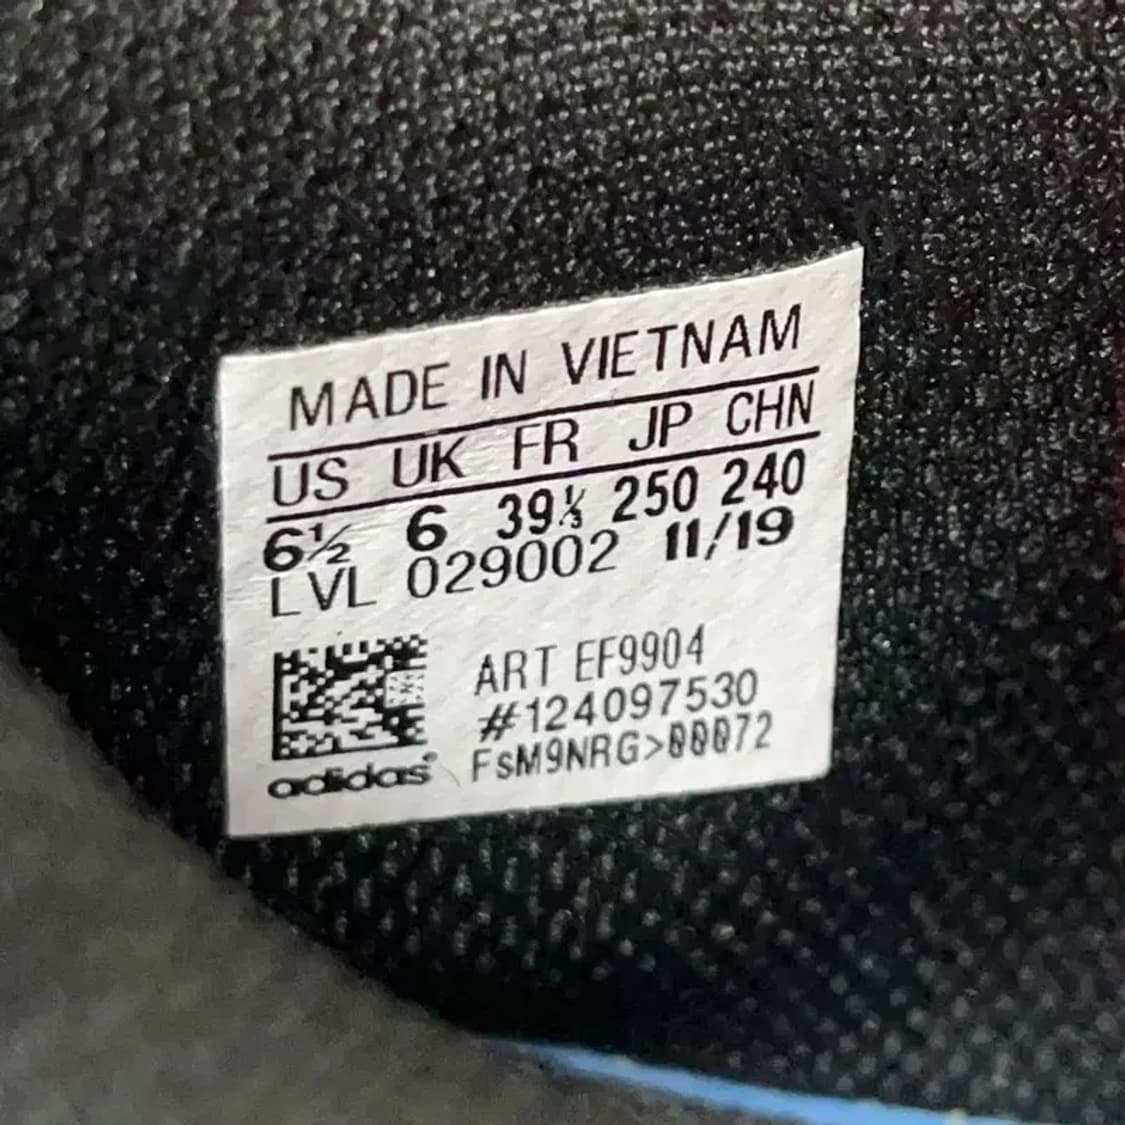 MADE IN VIETNAM
US UK FR JP CHN
6½ 6 39⅓ 250 240
LVL 029002 11/19
ART EF9904
#124097530
FsM9NRG>00072
adidas®